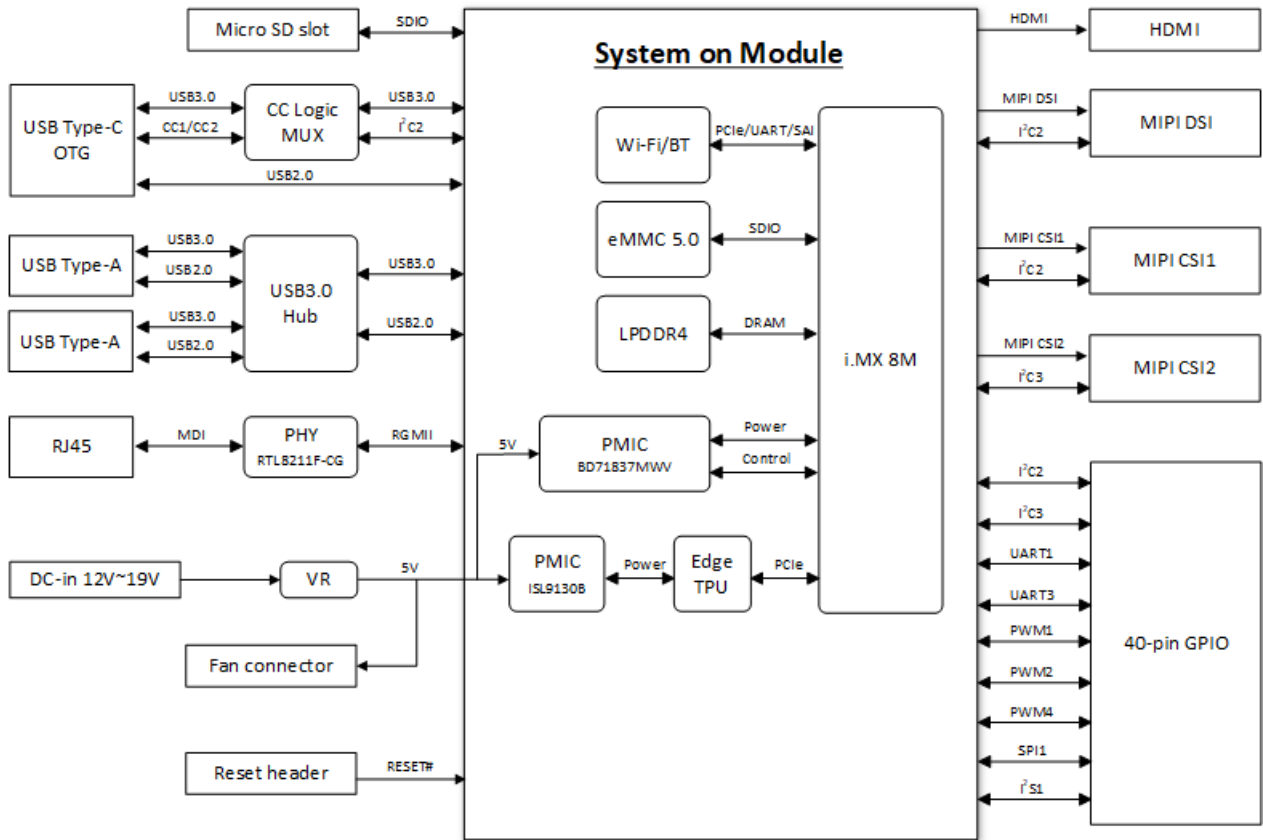 System on Module
Micro SD slot
SDIO
USB Type-C
OTG
USB3.0
CC1/CC2
CC Logic
MUX
USB3.0
I²C2
USB2.0
USB Type-A
USB3.0
USB2.0
USB Type-A
USB3.0
USB2.0
USB3.0
Hub
USB3.0
USB2.0
RJ45
MDI
PHY
RTL8211F-CG
RGMII
DC-in 12V~19V
VR
5V
5V
Fan connector
Reset header
RESET#
Wi-Fi/BT
PCIe/UART/SAI
eMMC 5.0
SDIO
LPDDR4
DRAM
i.MX 8M
PMIC
BD71837MWV
Power
Control
PMIC
ISL9130B
Power
Edge
TPU
PCIe
HDMI
HDMI
MIPI DSI
I²C2
MIPI DSI
MIPI CSI1
I²C2
MIPI CSI1
MIPI CSI2
I²C3
MIPI CSI2
I²C2
I²C3
UART1
UART3
PWM1
PWM2
PWM4
SPI1
I²S1
40-pin GPIO